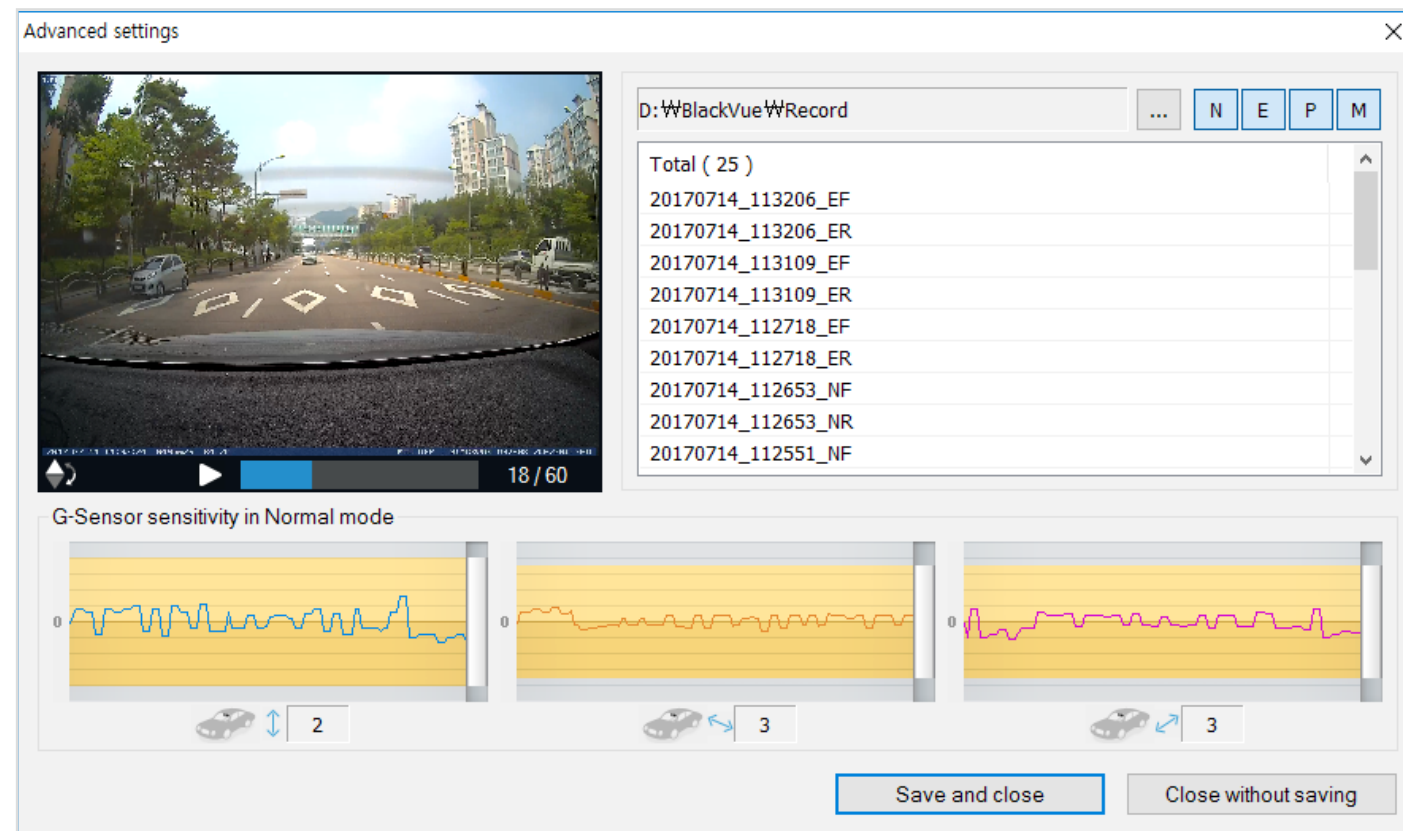 Advanced settings
D:₩BlackVue₩Record
...
N E P M
Total ( 25 )
20170714_113206_EF
20170714_113206_ER
20170714_113109_EF
20170714_113109_ER
20170714_112718_EF
20170714_112718_ER
20170714_112653_NF
20170714_112653_NR
20170714_112551_NF
18 / 60
G-Sensor sensitivity in Normal mode
0 0 0
2 3 3
Save and close Close without saving